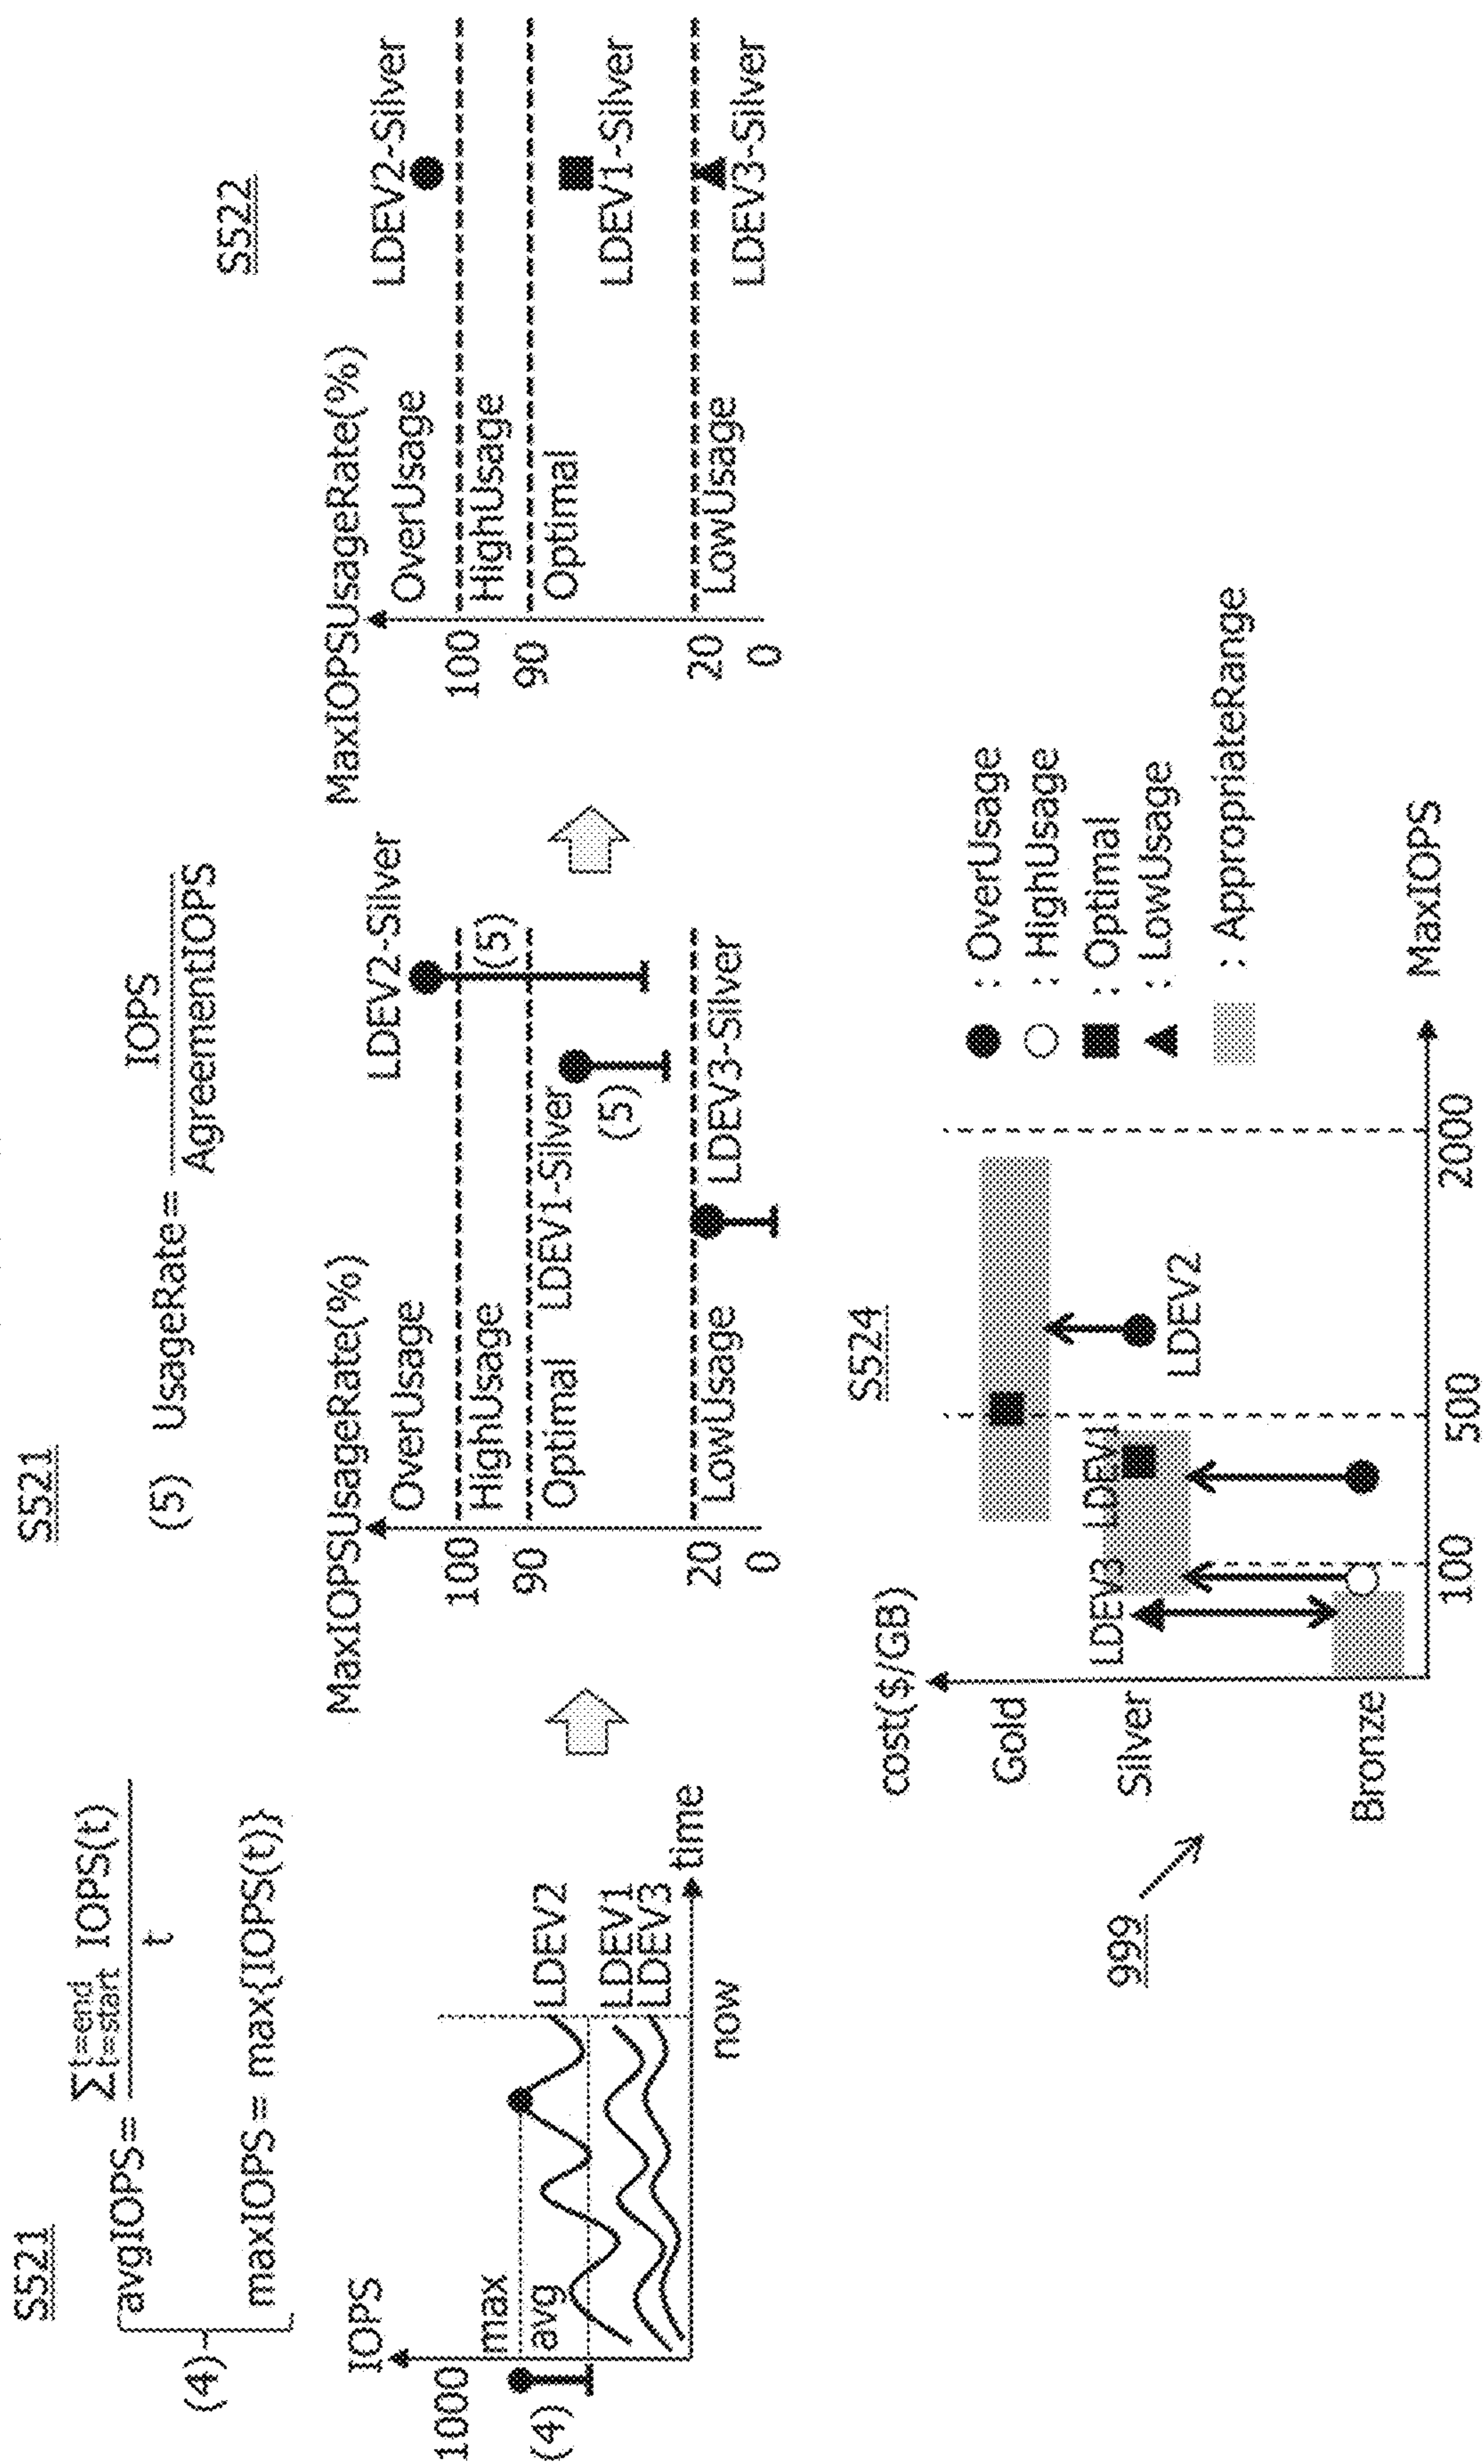 S521
avgIOPS= Σ t=end t=start IOPS(t)
t
maxIOPS= max{IOPS(t)}
(4)
IOPS
1000
max
avg
(4)
LDEV2
LDEV1
LDEV3
time
now
S521
(5) UsageRate= IOPS
AgreementIOPS
MaxIOPSUsageRate(%)
OverUsage
100
HighUsage
90
Optimal
20
LowUsage
0
LDEV2-Silver
(5)
LDEV1-Silver
(5)
LDEV3-Silver
S522
MaxIOPSUsageRate(%)
OverUsage
100
HighUsage
90
Optimal
20
LowUsage
0
LDEV2-Silver
LDEV1-Silver
LDEV3-Silver
S524
999
cost($/GB)
Gold
Silver
Bronze
LDEV3
LDEV1
LDEV2
100
500
2000
MaxIOPS
: OverUsage
: HighUsage
: Optimal
: LowUsage
: AppropriateRange